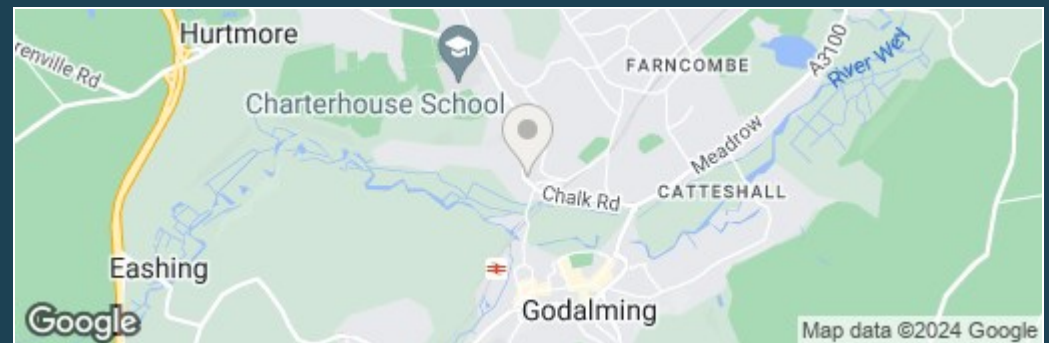 Hurtmore
renville Rd
Charterhouse School
FARNCOMBE
A3100
River Wey
Meadrow
Chalk Rd
CATTESHALL
Eashing
Godalming
Google
Map data ©2024 Google